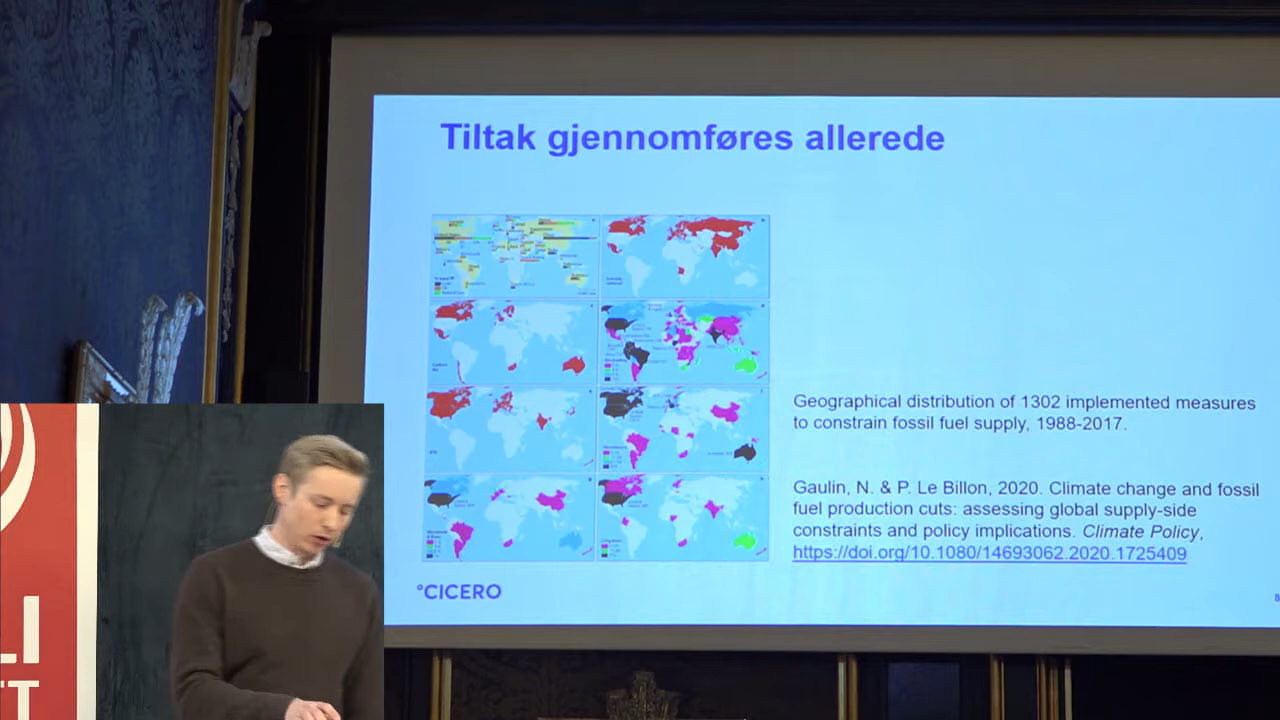 Tiltak gjennomføres allerede
Geographical distribution of 1302 implemented measures
to constrain fossil fuel supply, 1988-2017.
Gaulin, N. & P. Le Billon, 2020. Climate change and fossil
fuel production cuts: assessing global supply-side
constraints and policy implications. Climate Policy,
https://doi.org/10.1080/14693062.2020.1725409
°CICERO
8
LI
T